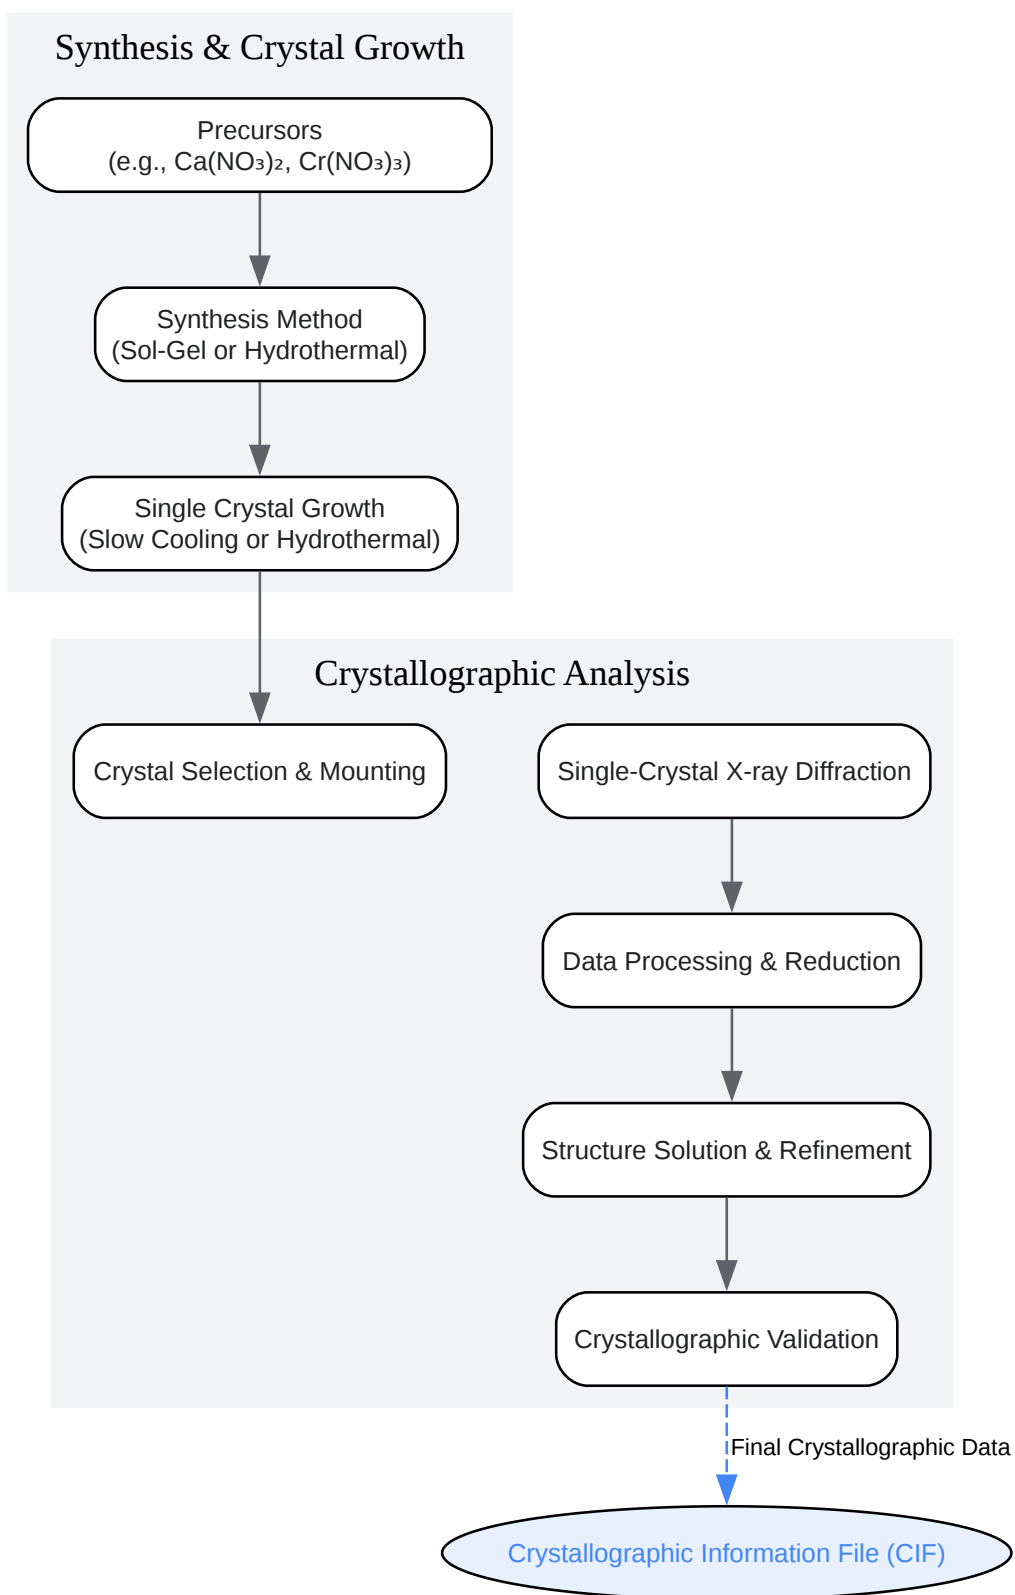 Synthesis & Crystal Growth
Precursors
(e.g., Ca(NO₃)₂, Cr(NO₃)₃)
Synthesis Method
(Sol-Gel or Hydrothermal)
Single Crystal Growth
(Slow Cooling or Hydrothermal)
Crystallographic Analysis
Crystal Selection & Mounting
Single-Crystal X-ray Diffraction
Data Processing & Reduction
Structure Solution & Refinement
Crystallographic Validation
Final Crystallographic Data
Crystallographic Information File (CIF)